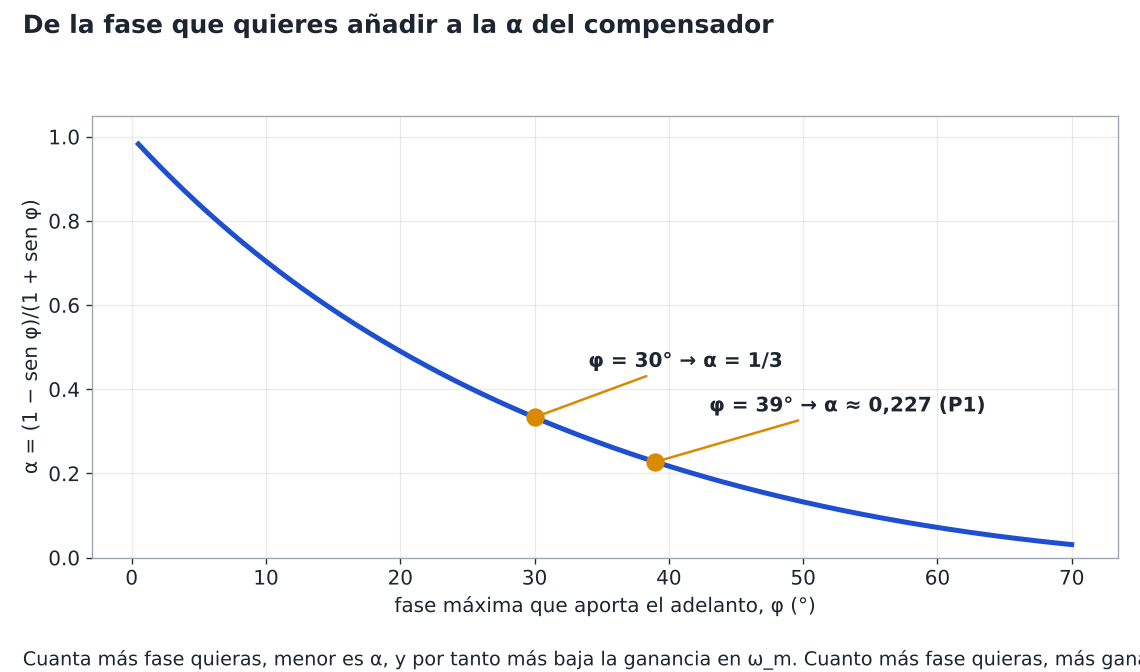 De la fase que quieres añadir a la α del compensador
1.0
0.8
0.6
0.4
0.2
0.0
α = (1 − sen φ)/(1 + sen φ)
φ = 30° → α = 1/3
φ = 39° → α ≈ 0,227 (P1)
0 10 20 30 40 50 60 70
fase máxima que aporta el adelanto, φ (°)
Cuanta más fase quieras, menor es α, y por tanto más baja la ganancia en ω_m. Cuanto más fase quieras, más